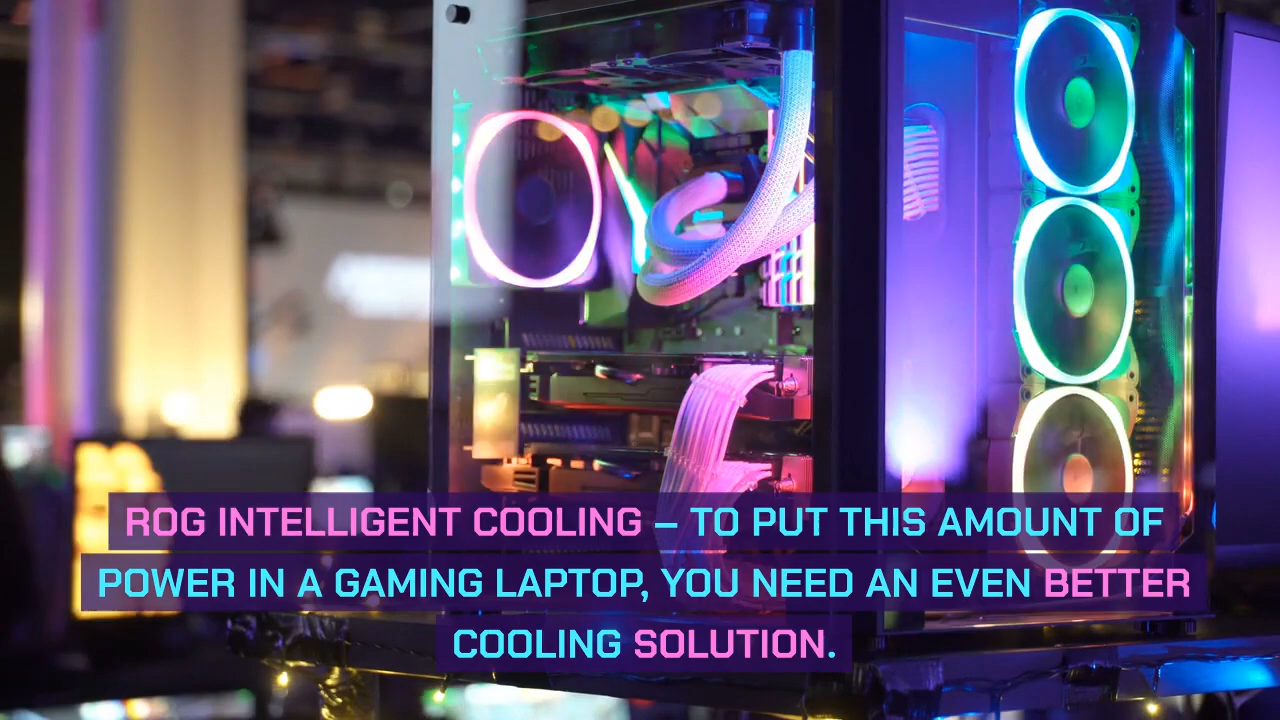 ROG INTELLIGENT COOLING – TO PUT THIS AMOUNT OF
POWER IN A GAMING LAPTOP, YOU NEED AN EVEN BETTER
COOLING SOLUTION.